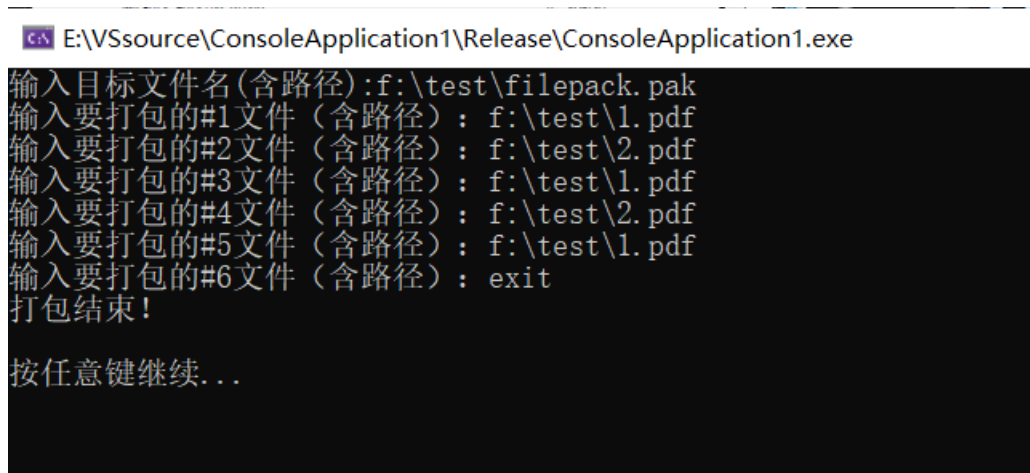 E:\VSsource\ConsoleApplication1\Release\ConsoleApplication1.exe
输入目标文件名(含路径):f:\test\filepack.pak
输入要打包的#1文件（含路径）：f:\test\1.pdf
输入要打包的#2文件（含路径）：f:\test\2.pdf
输入要打包的#3文件（含路径）：f:\test\1.pdf
输入要打包的#4文件（含路径）：f:\test\2.pdf
输入要打包的#5文件（含路径）：f:\test\1.pdf
输入要打包的#6文件（含路径）：exit
打包结束!
按任意键继续...